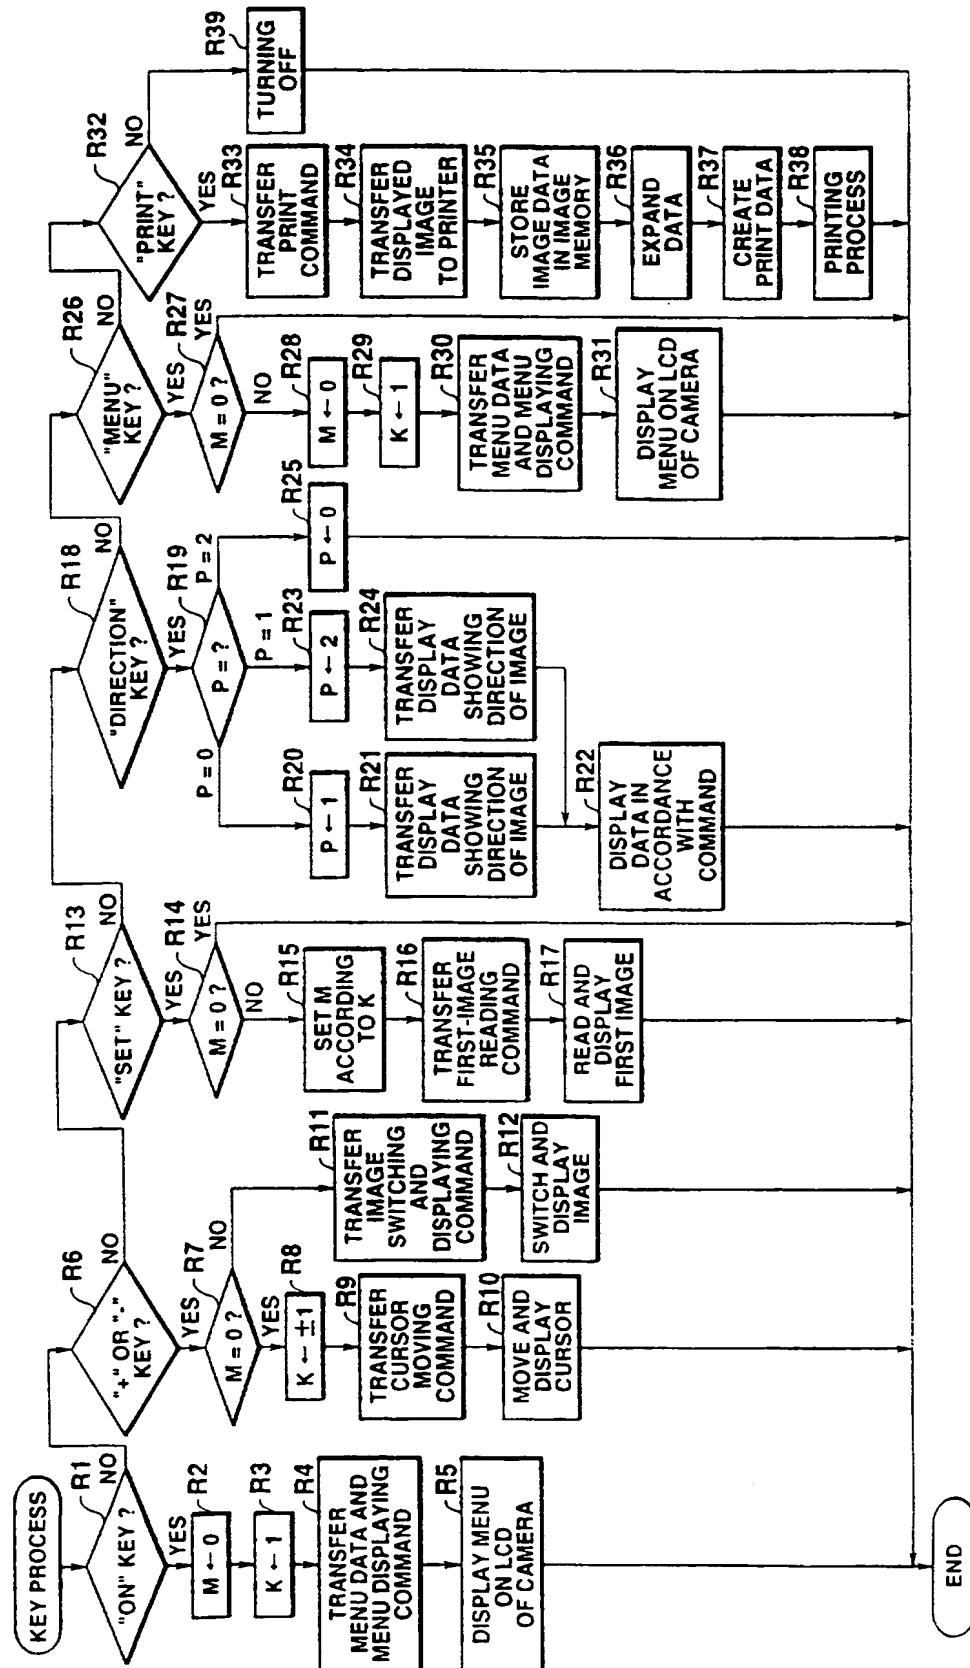 KEY PROCESS
R1
"ON" KEY ?
NO
YES
R2
M ← 0
R3
K ← 1
R4
TRANSFER
MENU DATA AND
MENU DISPLAYING
COMMAND
R5
DISPLAY MENU
ON LCD
OF CAMERA
END
R6
"+" OR "-"
KEY ?
NO
YES
R7
M = 0 ?
NO
YES
R8
K ← ±1
R9
TRANSFER
CURSOR
MOVING
COMMAND
R10
MOVE AND
DISPLAY
CURSOR
R11
TRANSFER
IMAGE
SWITCHING
AND
DISPLAYING
COMMAND
R12
SWITCH AND
DISPLAY
IMAGE
R13
"SET" KEY ?
NO
YES
R14
M = 0 ?
YES
NO
R15
SET M
ACCORDING
TO K
R16
TRANSFER
FIRST-IMAGE
READING
COMMAND
R17
READ AND
DISPLAY
FIRST IMAGE
R18
"DIRECTION"
KEY ?
NO
YES
R19
P = ?
P = 0
P = 1
P = 2
R20
P ← 1
R21
TRANSFER
DISPLAY
DATA
SHOWING
DIRECTION
OF IMAGE
R22
DISPLAY
DATA IN
ACCORDANCE
WITH
COMMAND
R23
P ← 2
R24
TRANSFER
DISPLAY
DATA
SHOWING
DIRECTION
OF IMAGE
R25
P ← 0
R26
"MENU"
KEY ?
NO
YES
R27
M = 0 ?
YES
NO
R28
M ← 0
R29
K ← 1
R30
TRANSFER
MENU DATA
AND MENU
DISPLAYING
COMMAND
R31
DISPLAY
MENU ON LCD
OF CAMERA
R32
"PRINT"
KEY ?
NO
YES
R33
TRANSFER
PRINT
COMMAND
R34
TRANSFER
DISPLAYED
IMAGE
TO PRINTER
R35
STORE
IMAGE DATA
IN IMAGE
MEMORY
R36
EXPAND
DATA
R37
CREATE
PRINT DATA
R38
PRINTING
PROCESS
R39
TURNING
OFF